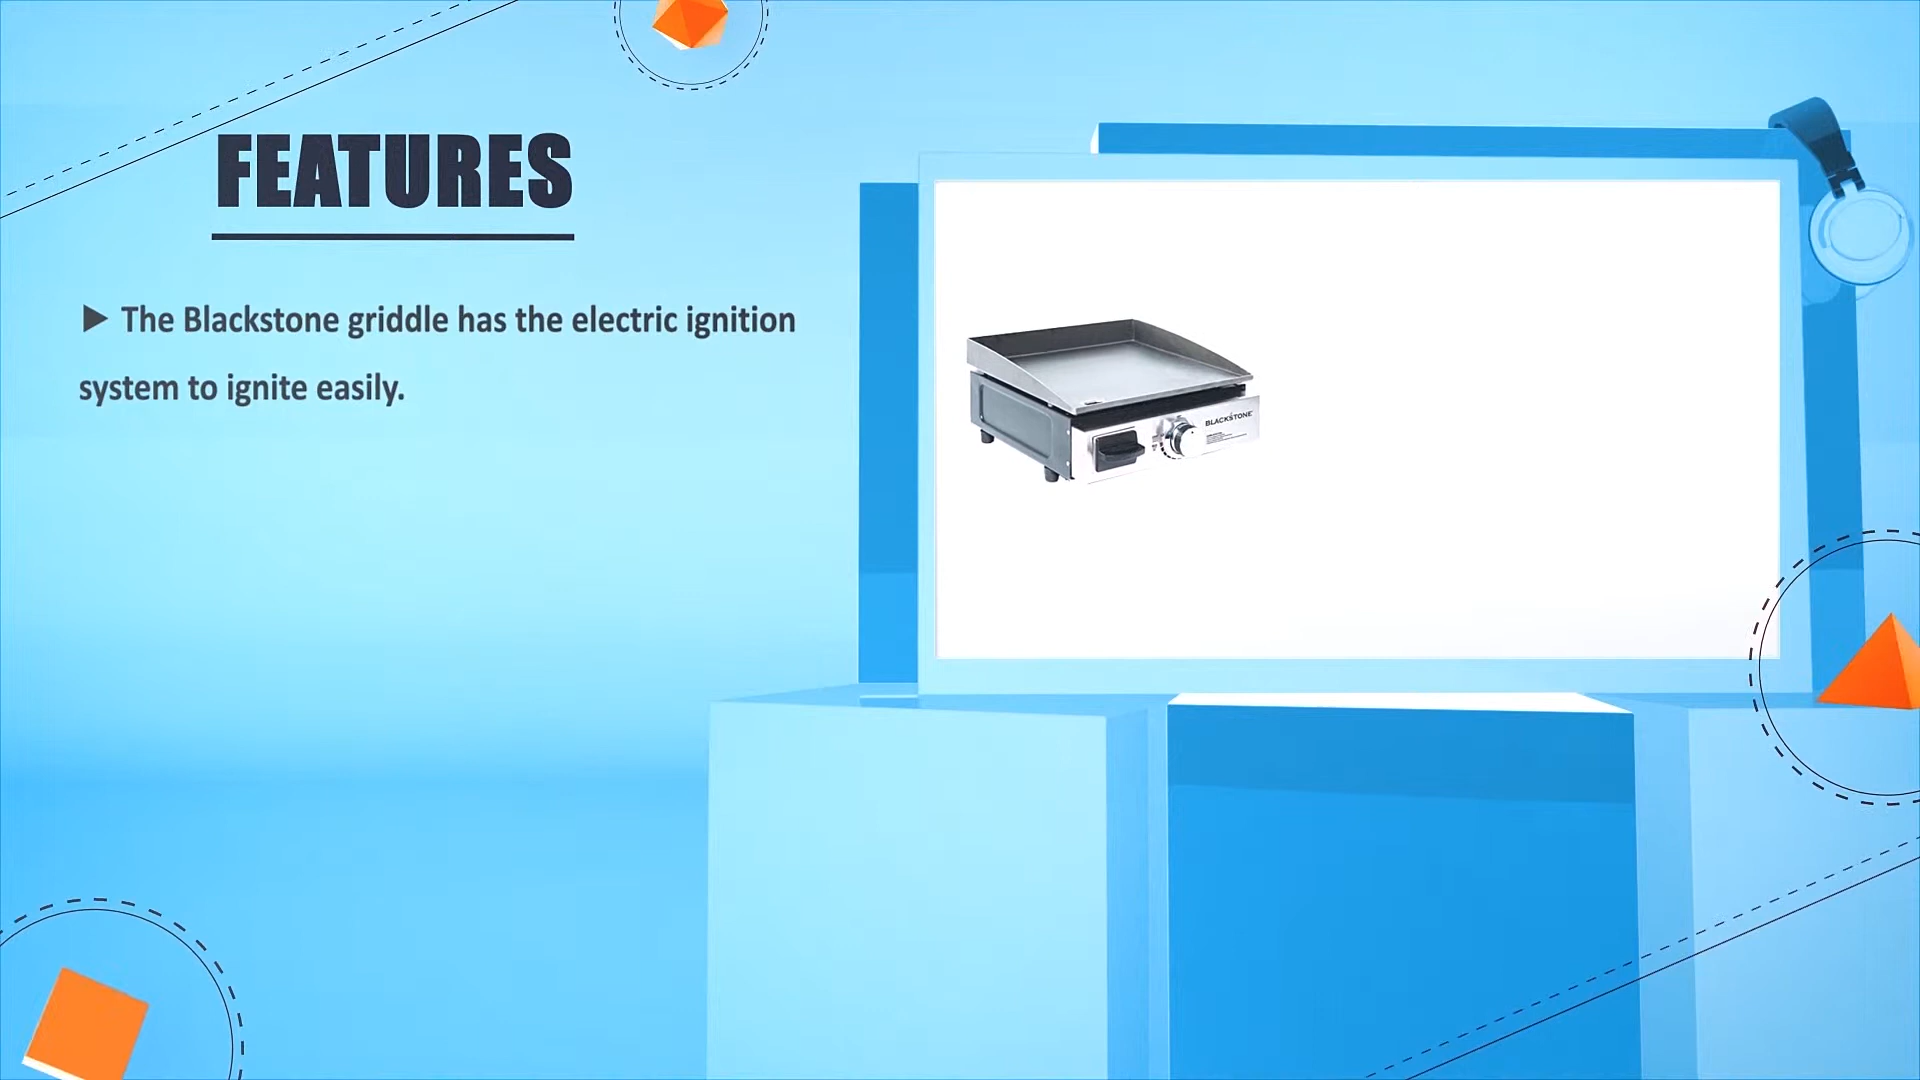 FEATURES
▶ The Blackstone griddle has the electric ignition
system to ignite easily.
BLACKSTONE